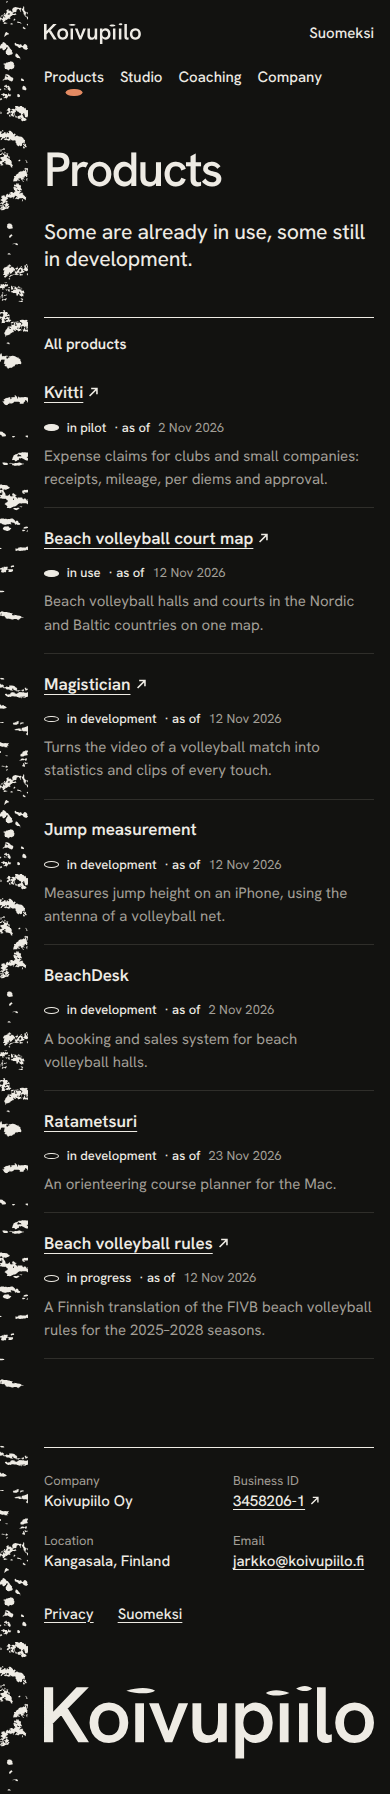 Koivupiilo
Suomeksi
Products Studio Coaching Company
Products
Some are already in use, some still
in development.
All products
Kvitti ↗
in pilot · as of 2 Nov 2026
Expense claims for clubs and small companies:
receipts, mileage, per diems and approval.
Beach volleyball court map ↗
in use · as of 12 Nov 2026
Beach volleyball halls and courts in the Nordic
and Baltic countries on one map.
Magistician ↗
in development · as of 12 Nov 2026
Turns the video of a volleyball match into
statistics and clips of every touch.
Jump measurement
in development · as of 12 Nov 2026
Measures jump height on an iPhone, using the
antenna of a volleyball net.
BeachDesk
in development · as of 2 Nov 2026
A booking and sales system for beach
volleyball halls.
Ratametsuri
in development · as of 23 Nov 2026
An orienteering course planner for the Mac.
Beach volleyball rules ↗
in progress · as of 12 Nov 2026
A Finnish translation of the FIVB beach volleyball
rules for the 2025–2028 seasons.
Company
Koivupiilo Oy
Business ID
3458206-1 ↗
Location
Kangasala, Finland
Email
jarkko@koivupiilo.fi
Privacy Suomeksi
Koivupiilo